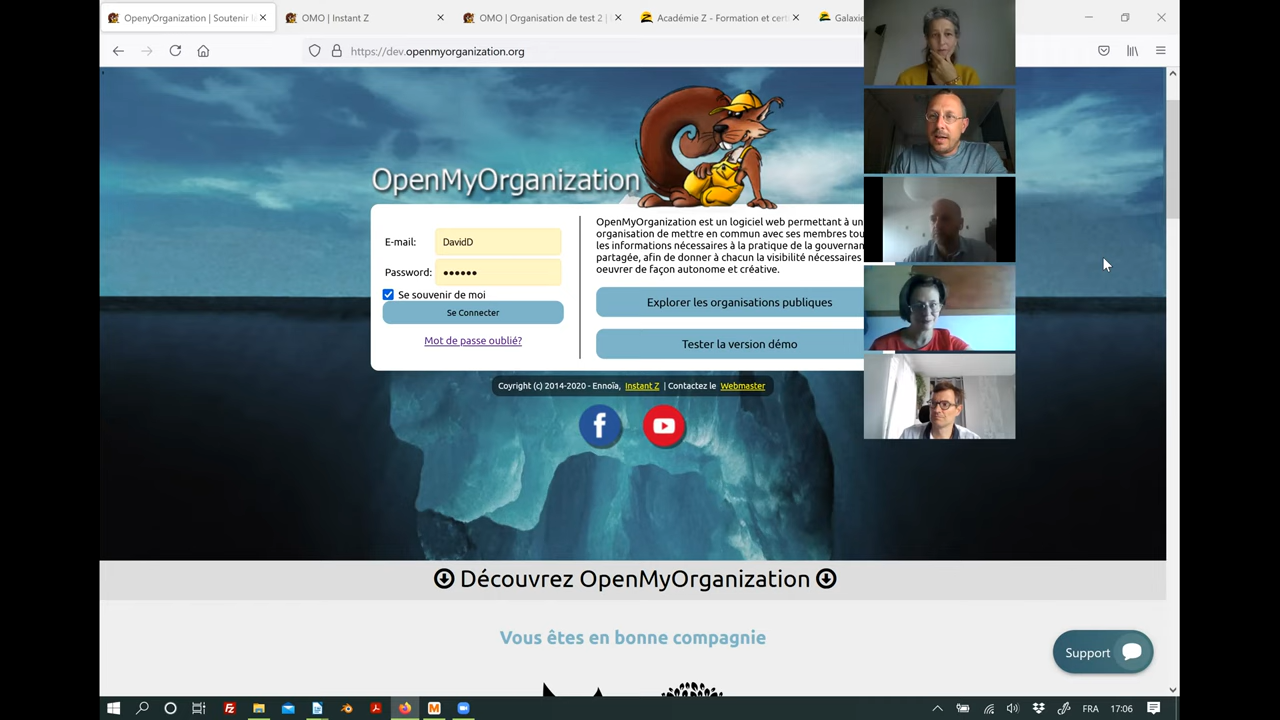 OpenyOrganization | Soutenir l
OMO | Instant Z
OMO | Organisation de test 2 |
Académie Z - Formation et cert
Galaxie
https://dev.openmyorganization.org
OpenMyOrganization
E-mail:
DavidD
Password:
••••••
Se souvenir de moi
Se Connecter
Mot de passe oublié?
OpenMyOrganization est un logiciel web permettant à un
organisation de mettre en commun avec ses membres tou
les informations nécessaires à la pratique de la gouvernan
partagée, afin de donner à chacun la visibilité nécessaires
oeuvrer de façon autonome et créative.
Explorer les organisations publiques
Tester la version démo
Coyright (c) 2014-2020 - Ennoïa, Instant Z | Contactez le Webmaster
Découvrez OpenMyOrganization
Vous êtes en bonne compagnie
Support
FRA
17:06